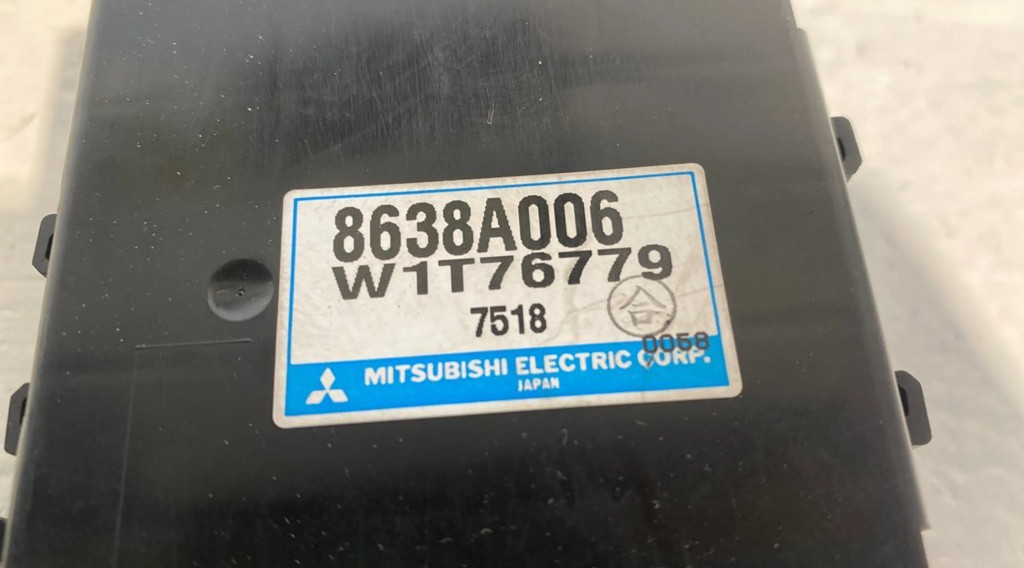 8638A006
W1T76779
7518
合
0058
MITSUBISHI ELECTRIC CORP.
JAPAN